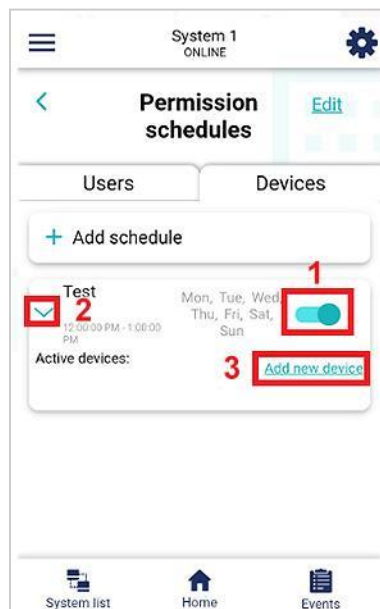 System 1
ONLINE
Permission
schedules
Edit
Users
Devices
+ Add schedule
1
Test
2
12:00:00 PM - 1:00:00
PM
Mon, Tue, Wed,
Thu, Fri, Sat,
Sun
Active devices:
3
Add new device
System list
Home
Events